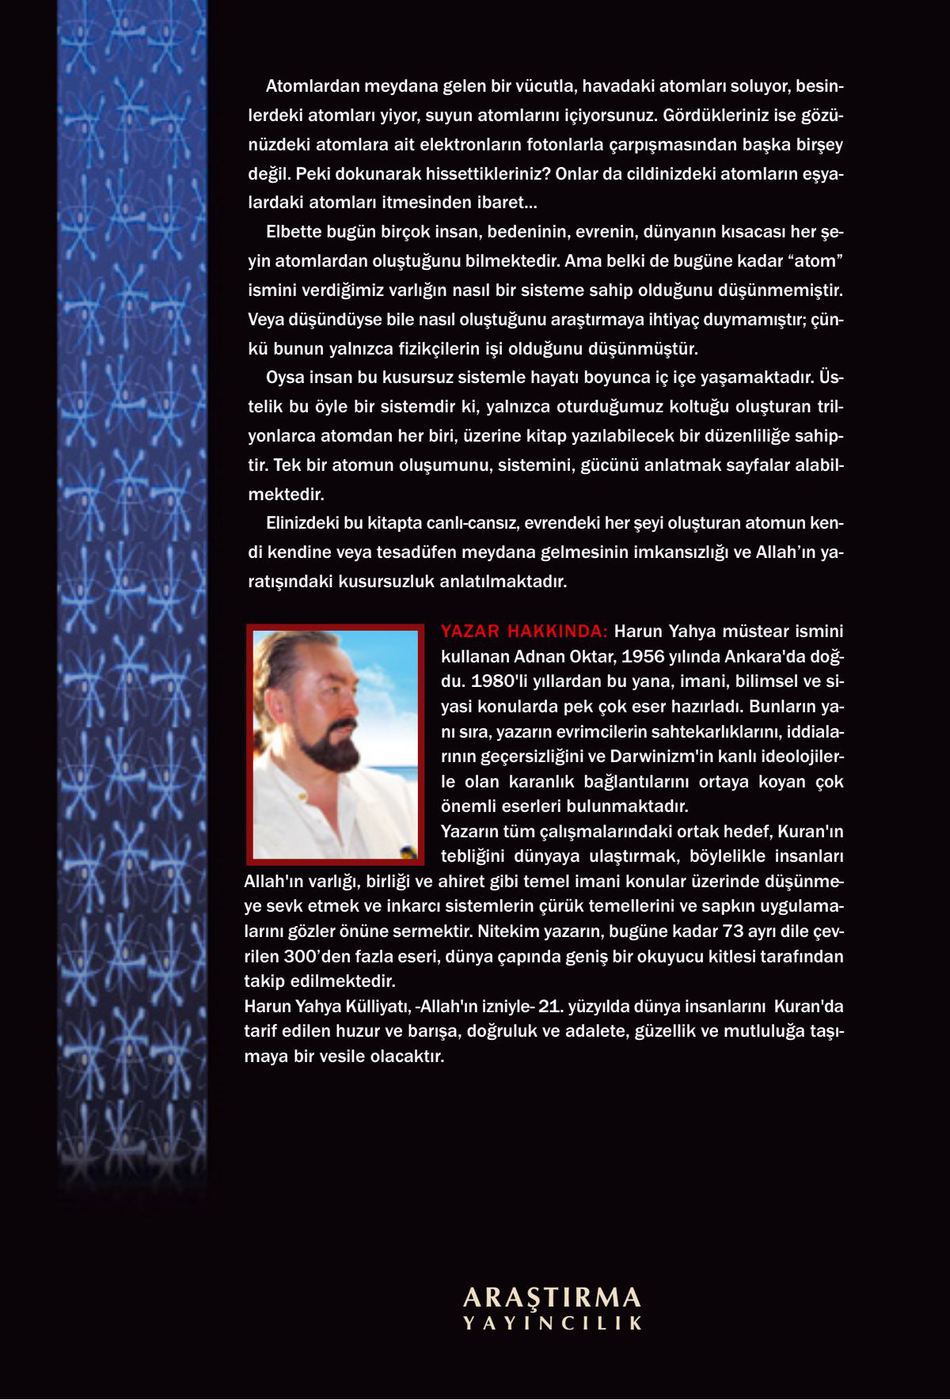 Atomlardan meydana gelen bir vücutla, havadaki atomları soluyor, besin-
lerdeki atomları yiyor, suyun atomlarını içiyorsunuz. Gördükleriniz ise gözü-
nüzdeki atomlara ait elektronların fotonlarla çarpışmasından başka birşey
değil. Peki dokunarak hissettikleriniz? Onlar da cildinizdeki atomların eşya-
lardaki atomları itmesinden ibaret...
Elbette bugün birçok insan, bedeninin, evrenin, dünyanın kısacası her şe-
yin atomlardan oluştuğunu bilmektedir. Ama belki de bugüne kadar “atom”
ismini verdiğimiz varlığın nasıl bir sisteme sahip olduğunu düşünmemiştir.
Veya düşündüyse bile nasıl oluştuğunu araştırmaya ihtiyaç duymamıştır; çün-
kü bunun yalnızca fizikçilerin işi olduğunu düşünmüştür.
Oysa insan bu kusursuz sistemle hayatı boyunca iç içe yaşamaktadır. Üs-
telik bu öyle bir sistemdir ki, yalnızca oturduğumuz koltuğu oluşturan tril-
yonlarca atomdan her biri, üzerine kitap yazılabilecek bir düzenliliğe sahip-
tir. Tek bir atomun oluşumunu, sistemini, gücünü anlatmak sayfalar alabil-
mektedir.
Elinizdeki bu kitapta canlı-cansız, evrendeki her şeyi oluşturan atomun ken-
di kendine veya tesadüfen meydana gelmesinin imkansızlığı ve Allah’ın ya-
ratışındaki kusursuzluk anlatılmaktadır.
YAZAR HAKKINDA: Harun Yahya müstear ismini
kullanan Adnan Oktar, 1956 yılında Ankara'da doğ-
du. 1980'li yıllardan bu yana, imani, bilimsel ve si-
yasi konularda pek çok eser hazırladı. Bunların ya-
nı sıra, yazarın evrimcilerin sahtekarlıklarını, iddiala-
rının geçersizliğini ve Darwinizm'in kanlı ideolojiler-
le olan karanlık bağlantılarını ortaya koyan çok
önemli eserleri bulunmaktadır.
Yazarın tüm çalışmalarındaki ortak hedef, Kuran'ın
tebliğini dünyaya ulaştırmak, böylelikle insanları
Allah'ın varlığı, birliği ve ahiret gibi temel imani konular üzerinde düşünme-
ye sevk etmek ve inkarcı sistemlerin çürük temellerini ve sapkın uygulama-
larını gözler önüne sermektir. Nitekim yazarın, bugüne kadar 73 ayrı dile çev-
rilen 300’den fazla eseri, dünya çapında geniş bir okuyucu kitlesi tarafından
takip edilmektedir.
Harun Yahya Külliyatı, -Allah'ın izniyle- 21. yüzyılda dünya insanlarını Kuran'da
tarif edilen huzur ve barışa, doğruluk ve adalete, güzellik ve mutluluğa taşı-
maya bir vesile olacaktır.
ARAŞTIRMA
YAYINCILIK